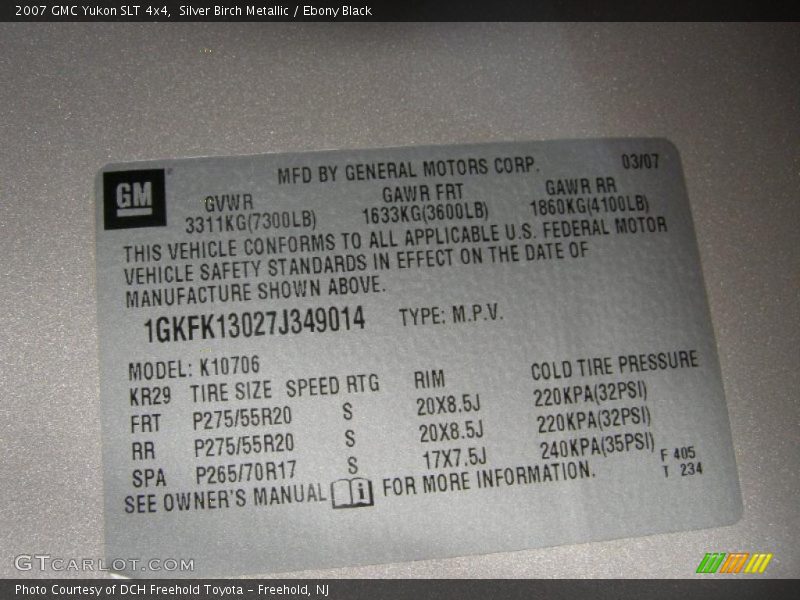 2007 GMC Yukon SLT 4x4,  Silver Birch Metallic / Ebony Black
GM
MFD BY GENERAL MOTORS CORP. 03/07
GVWR GAWR FRT GAWR RR
3311KG(7300LB) 1633KG(3600LB) 1860KG(4100LB)
THIS VEHICLE CONFORMS TO ALL APPLICABLE U.S. FEDERAL MOTOR
VEHICLE SAFETY STANDARDS IN EFFECT ON THE DATE OF
MANUFACTURE SHOWN ABOVE.
1GKFK13027J349014 TYPE: M.P.V.
MODEL: K10706
KR29 TIRE SIZE SPEED RTG RIM COLD TIRE PRESSURE
FRT P275/55R20 S 20X8.5J 220KPA(32PSI)
RR P275/55R20 S 20X8.5J 220KPA(32PSI)
SPA P265/70R17 S 17X7.5J 240KPA(35PSI)
SEE OWNER'S MANUAL i FOR MORE INFORMATION.
F 405
T 234
GTCARLOT.COM
Photo Courtesy of DCH Freehold Toyota - Freehold, NJ